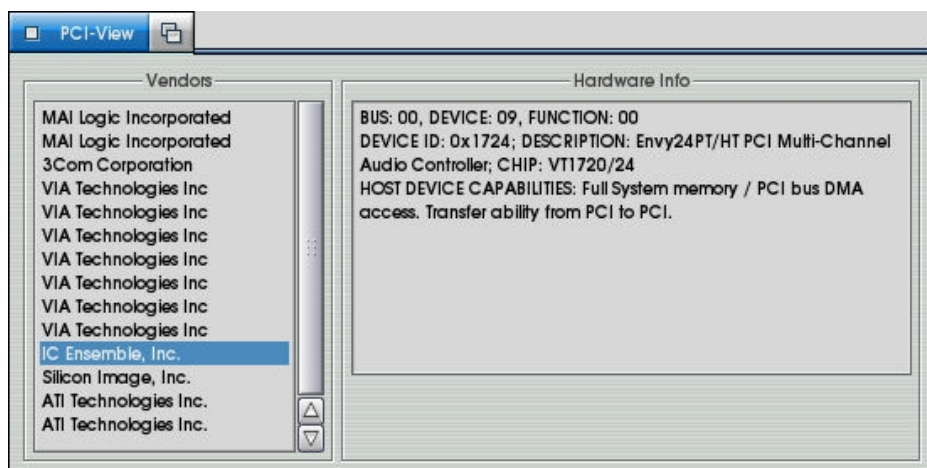 PCI-View
Vendors
MAI Logic Incorporated
MAI Logic Incorporated
3Com Corporation
VIA Technologies Inc
VIA Technologies Inc
VIA Technologies Inc
VIA Technologies Inc
VIA Technologies Inc
VIA Technologies Inc
VIA Technologies Inc
IC Ensemble, Inc.
Silicon Image, Inc.
ATI Technologies Inc.
ATI Technologies Inc.
Hardware Info
BUS: 00, DEVICE: 09, FUNCTION: 00
DEVICE ID: 0x1724; DESCRIPTION: Envy24PT/HT PCI Multi-Channel
Audio Controller; CHIP: VT1720/24
HOST DEVICE CAPABILITIES: Full System memory / PCI bus DMA
access. Transfer ability from PCI to PCI.